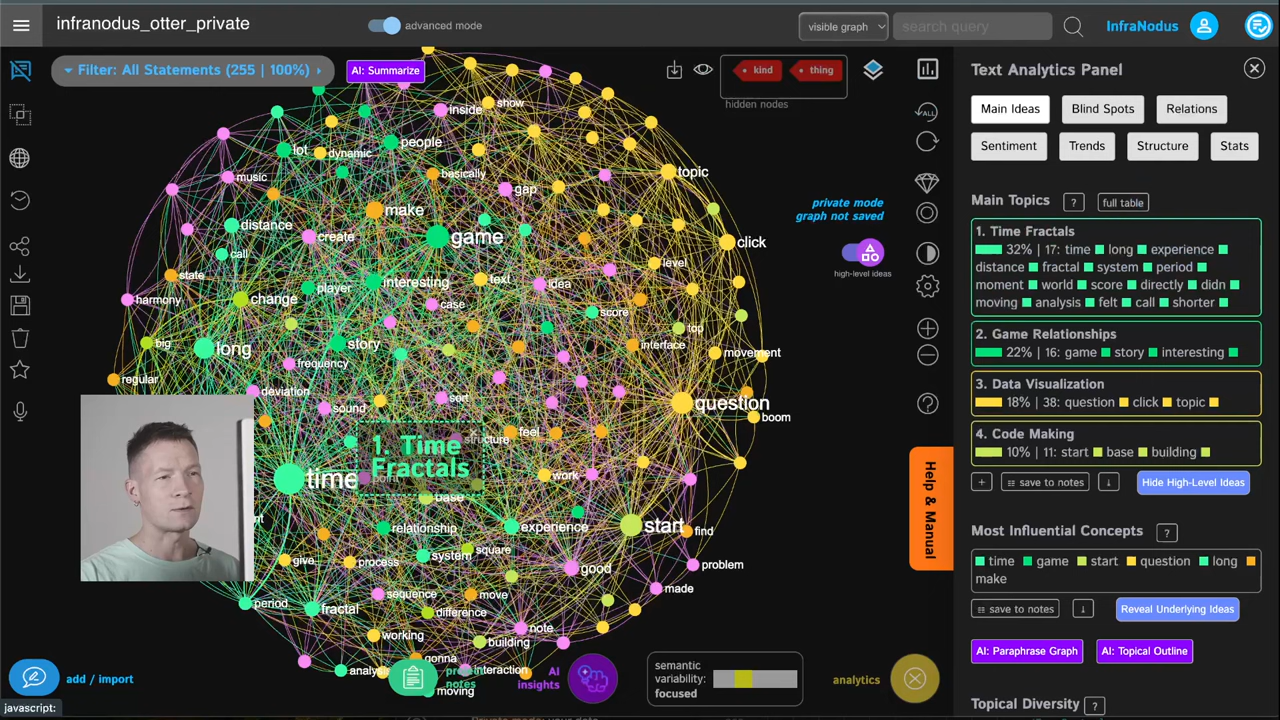 infranodus_otter_private
advanced mode
visible graph
search query
InfraNodus
Filter: All Statements (255 | 100%)
AI: Summarize
kind
thing
hidden nodes
private mode
graph not saved
high-level ideas
inside
show
lot
dynamic
people
topic
music
basically
gap
make
distance
create
game
click
call
state
level
player
interesting
text
idea
harmony
change
case
score
top
big
long
story
interface
movement
frequency
regular
deviation
sort
question
sound
boom
feel
structure
1. Time
Fractals
time
work
base
relationship
experience
start
find
give
process
system
square
good
problem
made
period
fractal
sequence
move
difference
note
working
building
gonna
analysis
interaction
moving
Help & Manual
add / import
javascript:
notes
AI
insights
semantic
variability:
focused
analytics
Text Analytics Panel
Main Ideas
Blind Spots
Relations
Sentiment
Trends
Structure
Stats
Main Topics
?
full table
1. Time Fractals
32% | 17: time long experience
distance fractal system period
moment world score directly didn
moving analysis felt call shorter
2. Game Relationships
22% | 16: game story interesting
3. Data Visualization
18% | 38: question click topic
4. Code Making
10% | 11: start base building
+
save to notes
↓
Hide High-Level Ideas
Most Influential Concepts
?
time game start question long
make
save to notes
↓
Reveal Underlying Ideas
AI: Paraphrase Graph
AI: Topical Outline
Topical Diversity
?